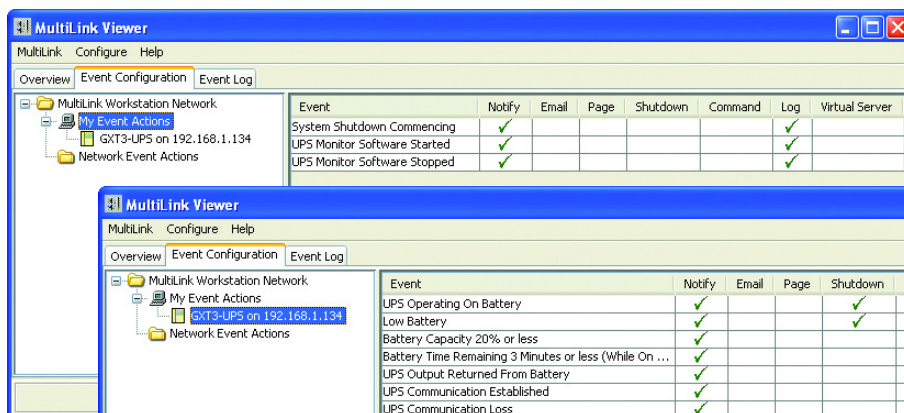 MultiLink Viewer
MultiLink Configure Help
Overview Event Configuration Event Log
MultiLink Workstation Network
My Event Actions
GXT3-UPS on 192.168.1.134
Network Event Actions
Event Notify Email Page Shutdown Command Log Virtual Server
System Shutdown Commencing
UPS Monitor Software Started
UPS Monitor Software Stopped
MultiLink Viewer
MultiLink Configure Help
Overview Event Configuration Event Log
MultiLink Workstation Network
My Event Actions
GXT3-UPS on 192.168.1.134
Network Event Actions
Event Notify Email Page Shutdown
UPS Operating On Battery
Low Battery
Battery Capacity 20% or less
Battery Time Remaining 3 Minutes or less (While On ...
UPS Output Returned From Battery
UPS Communication Established
UPS Communication Loss